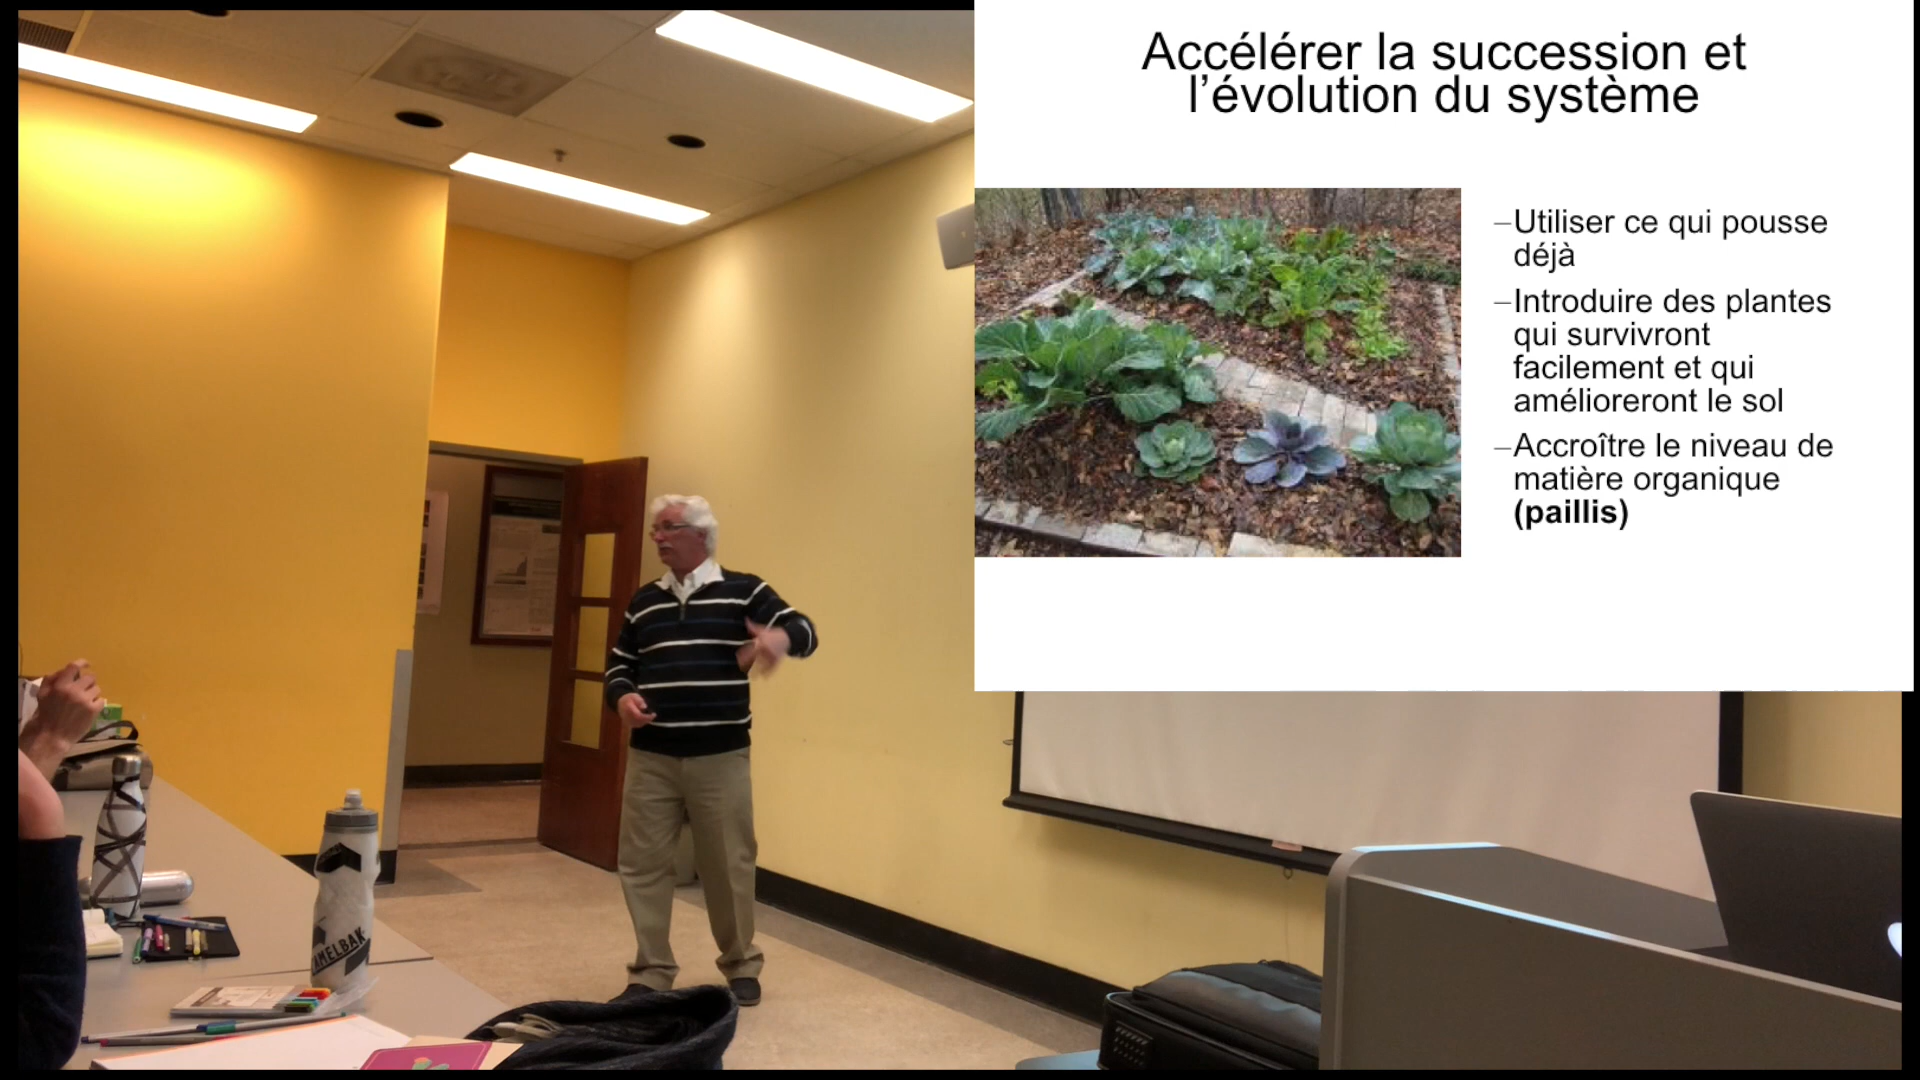 Accélérer la succession et
l’évolution du système
–Utiliser ce qui pousse
déjà
–Introduire des plantes
qui survivront
facilement et qui
amélioreront le sol
–Accroître le niveau de
matière organique
(paillis)
AMELBAK